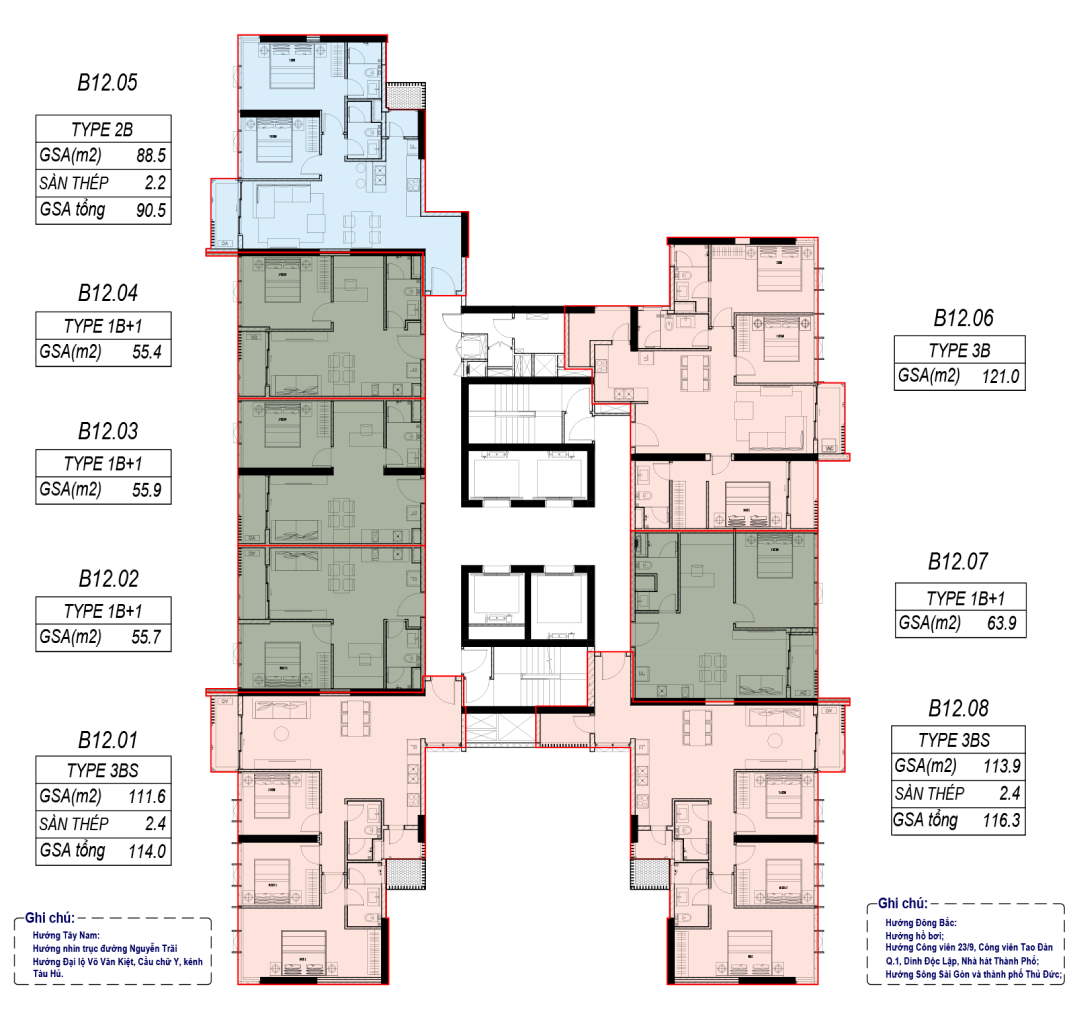 B12.05
TYPE 2B
GSA(m2) 88.5
SÀN THÉP 2.2
GSA tổng 90.5
B12.04
TYPE 1B+1
GSA(m2) 55.4
B12.03
TYPE 1B+1
GSA(m2) 55.9
B12.02
TYPE 1B+1
GSA(m2) 55.7
B12.01
TYPE 3BS
GSA(m2) 111.6
SÀN THÉP 2.4
GSA tổng 114.0
Ghi chú:
Hướng Tây Nam:
Hướng nhìn trục đường Nguyễn Trãi
Hướng Đại lộ Võ Văn Kiệt, Cầu chữ Y, kênh
Tàu Hủ.
B12.06
TYPE 3B
GSA(m2) 121.0
B12.07
TYPE 1B+1
GSA(m2) 63.9
B12.08
TYPE 3BS
GSA(m2) 113.9
SÀN THÉP 2.4
GSA tổng 116.3
Ghi chú:
Hướng Đông Bắc:
Hướng hồ bơi;
Hướng Công viên 23/9, Công viên Tao Đàn
Q.1, Dinh Độc Lập, Nhà hát Thành Phố;
Hướng Sông Sài Gòn và thành phố Thủ Đức;